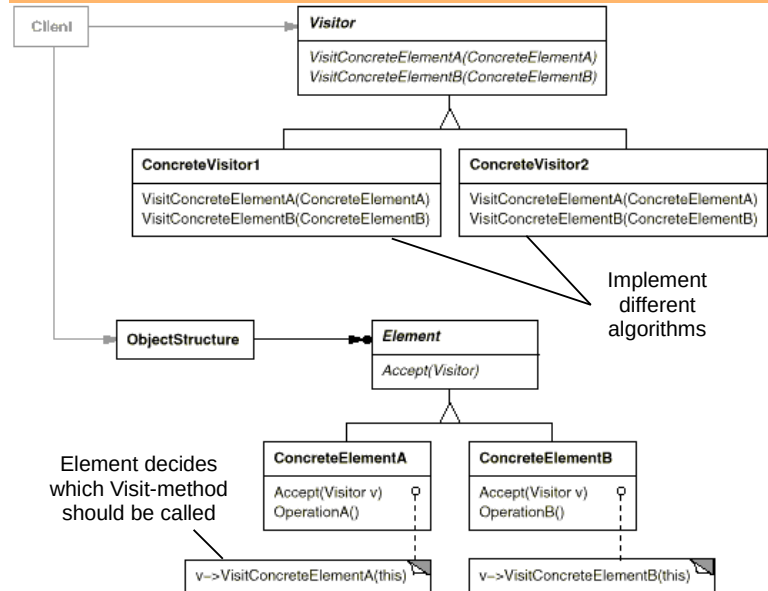 Client
Visitor
VisitConcreteElementA(ConcreteElementA)
VisitConcreteElementB(ConcreteElementB)
ConcreteVisitor1
VisitConcreteElementA(ConcreteElementA)
VisitConcreteElementB(ConcreteElementB)
ConcreteVisitor2
VisitConcreteElementA(ConcreteElementA)
VisitConcreteElementB(ConcreteElementB)
Implement
different
algorithms
ObjectStructure
Element
Accept(Visitor)
Element decides
which Visit-method
should be called
ConcreteElementA
Accept(Visitor v)
OperationA()
ConcreteElementB
Accept(Visitor v)
OperationB()
v->VisitConcreteElementA(this)
v->VisitConcreteElementB(this)